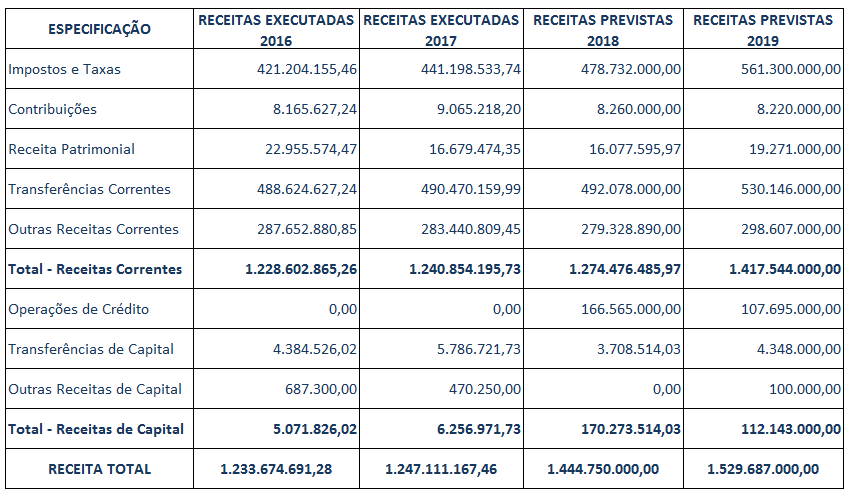 ESPECIFICAÇÃO RECEITAS EXECUTADAS 2016 RECEITAS EXECUTADAS 2017 RECEITAS PREVISTAS 2018 RECEITAS PREVISTAS 2019
Impostos e Taxas 421.204.155,46 441.198.533,74 478.732.000,00 561.300.000,00
Contribuições 8.165.627,24 9.065.218,20 8.260.000,00 8.220.000,00
Receita Patrimonial 22.955.574,47 16.679.474,35 16.077.595,97 19.271.000,00
Transferências Correntes 488.624.627,24 490.470.159,99 492.078.000,00 530.146.000,00
Outras Receitas Correntes 287.652.880,85 283.440.809,45 279.328.890,00 298.607.000,00
Total - Receitas Correntes 1.228.602.865,26 1.240.854.195,73 1.274.476.485,97 1.417.544.000,00
Operações de Crédito 0,00 0,00 166.565.000,00 107.695.000,00
Transferências de Capital 4.384.526,02 5.786.721,73 3.708.514,03 4.348.000,00
Outras Receitas de Capital 687.300,00 470.250,00 0,00 100.000,00
Total - Receitas de Capital 5.071.826,02 6.256.971,73 170.273.514,03 112.143.000,00
RECEITA TOTAL 1.233.674.691,28 1.247.111.167,46 1.444.750.000,00 1.529.687.000,00